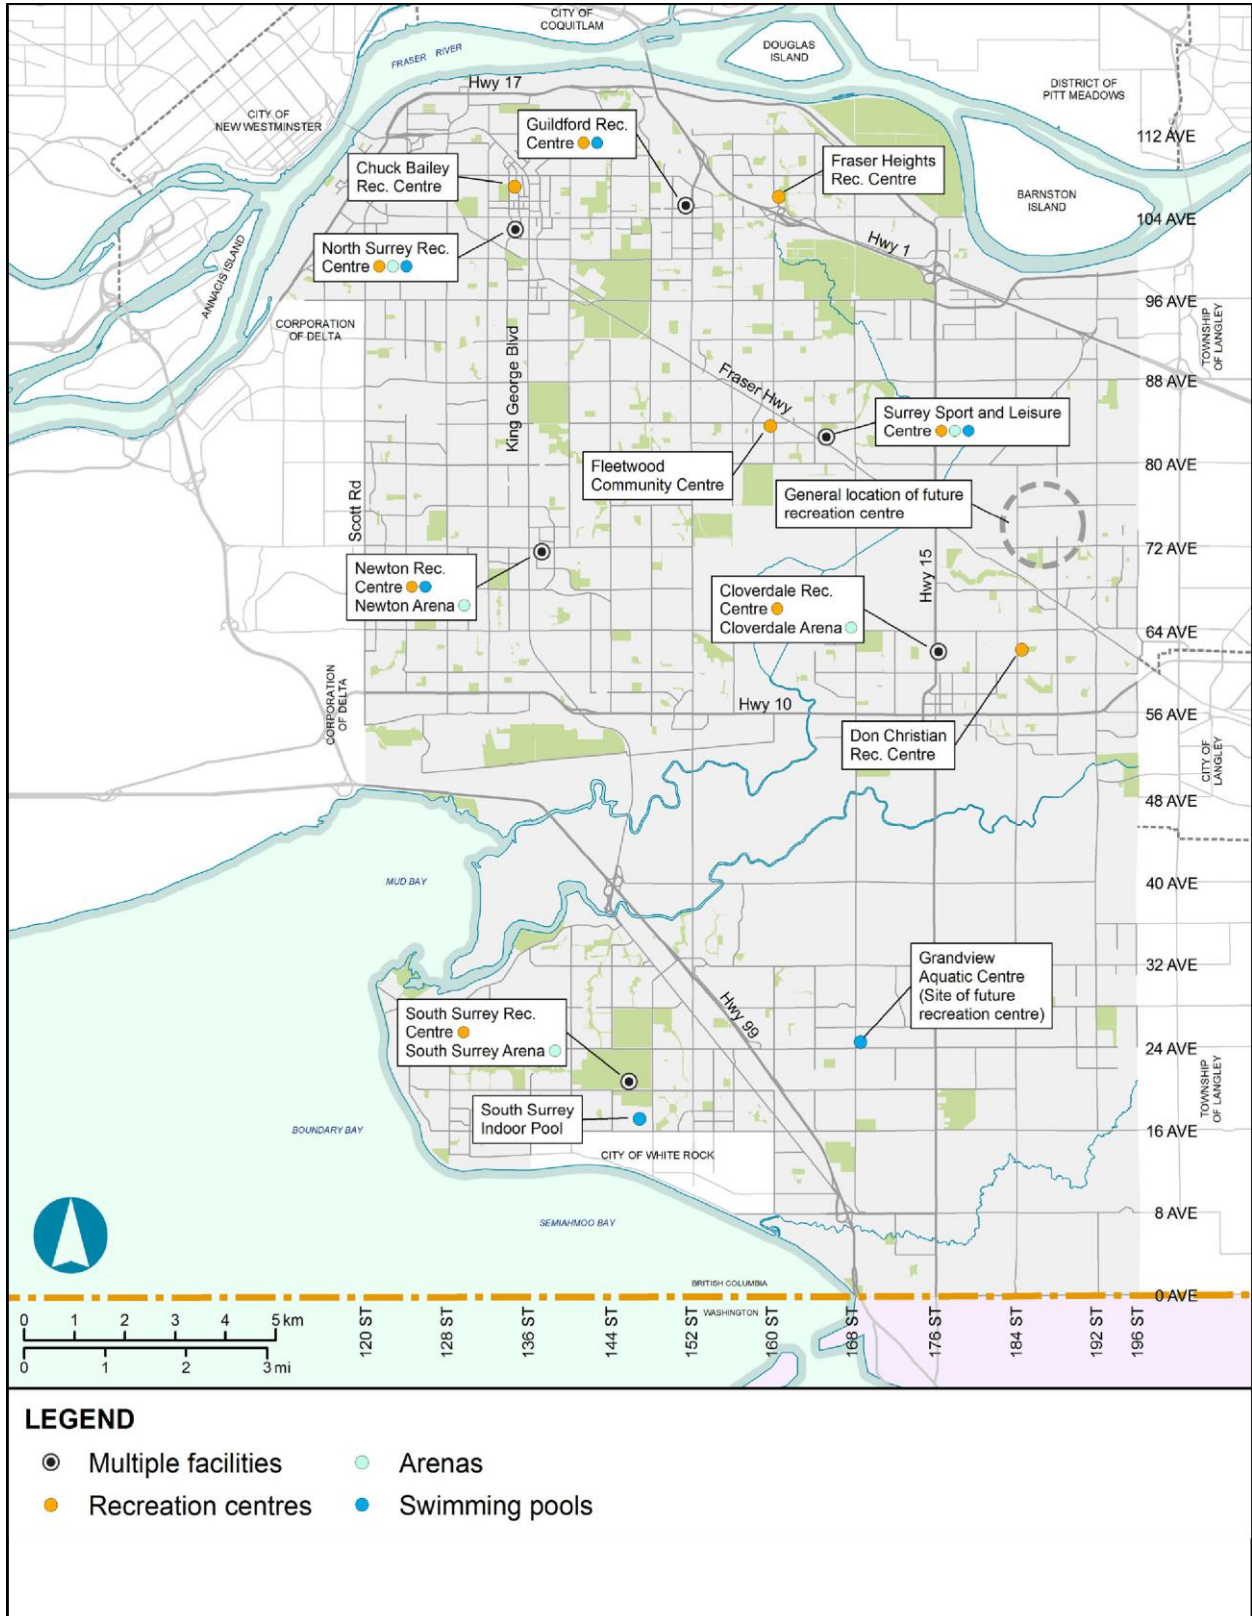 CITY OF
COQUITLAM
FRASER RIVER
DOUGLAS
ISLAND
Hwy 17
DISTRICT OF
PITT MEADOWS
CITY OF
NEW WESTMINSTER
Guildford Rec.
Centre
112 AVE
Chuck Bailey
Rec. Centre
Fraser Heights
Rec. Centre
BARNSTON
ISLAND
104 AVE
North Surrey Rec.
Centre
Hwy 1
ANNACIS ISLAND
96 AVE
CORPORATION
OF DELTA
TOWNSHIP
OF LANGLEY
King George Blvd
Fraser Hwy
88 AVE
Surrey Sport and Leisure
Centre
Fleetwood
Community Centre
80 AVE
General location of future
recreation centre
Scott Rd
72 AVE
Newton Rec.
Centre
Newton Arena
Hwy 15
Cloverdale Rec.
Centre
Cloverdale Arena
64 AVE
CORPORATION
OF DELTA
Hwy 10
56 AVE
Don Christian
Rec. Centre
CITY OF
LANGLEY
48 AVE
MUD BAY
40 AVE
Grandview
Aquatic Centre
(Site of future
recreation centre)
32 AVE
Hwy 99
South Surrey Rec.
Centre
South Surrey Arena
24 AVE
TOWNSHIP
OF LANGLEY
South Surrey
Indoor Pool
BOUNDARY BAY
16 AVE
CITY OF WHITE ROCK
SEMIAHMOO BAY
8 AVE
BRITISH COLUMBIA
0 AVE
WASHINGTON
0 1 2 3 4 5 km
0 1 2 3 mi
120 ST
128 ST
136 ST
144 ST
152 ST
160 ST
168 ST
176 ST
184 ST
192 ST
196 ST
LEGEND
Multiple facilities
Arenas
Recreation centres
Swimming pools